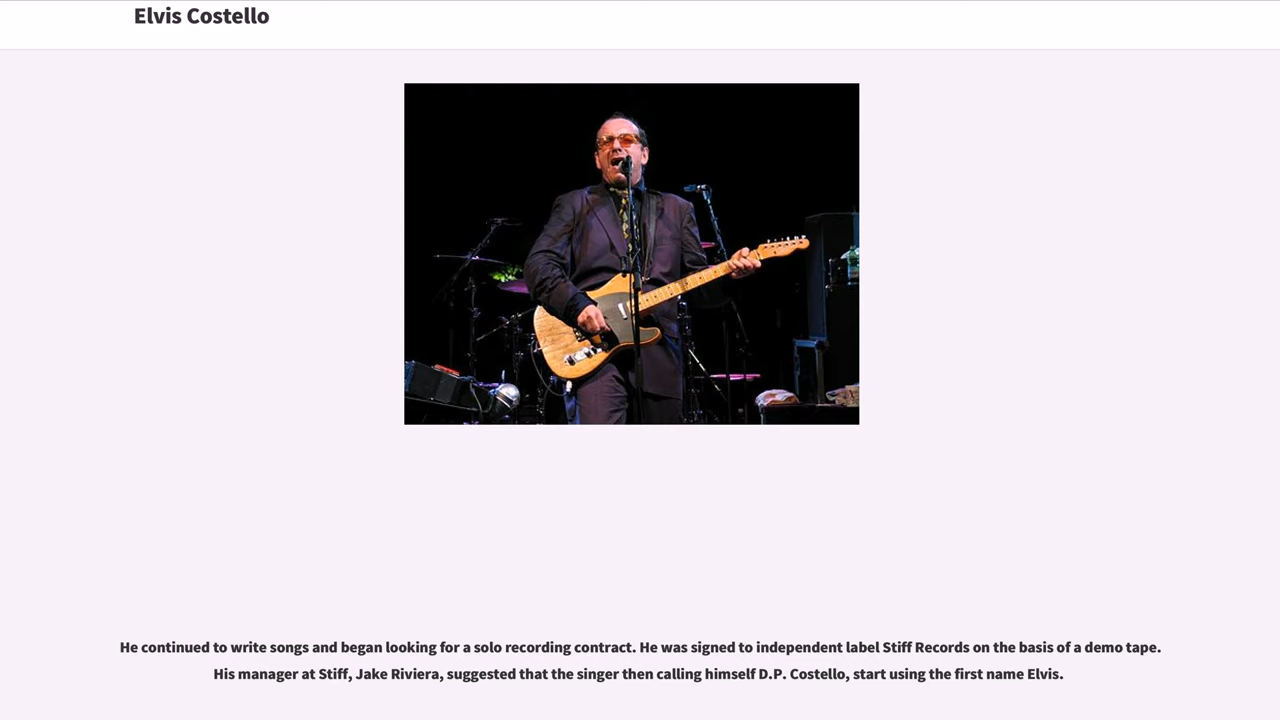 Elvis Costello
He continued to write songs and began looking for a solo recording contract. He was signed to independent label Stiff Records on the basis of a demo tape.
His manager at Stiff, Jake Riviera, suggested that the singer then calling himself D.P. Costello, start using the first name Elvis.